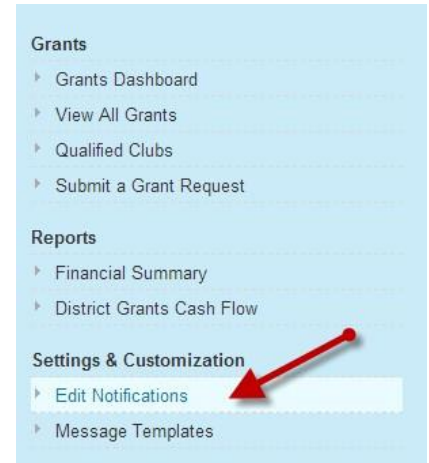 Grants
Grants Dashboard
View All Grants
Qualified Clubs
Submit a Grant Request
Reports
Financial Summary
District Grants Cash Flow
Settings & Customization
Edit Notifications
Message Templates